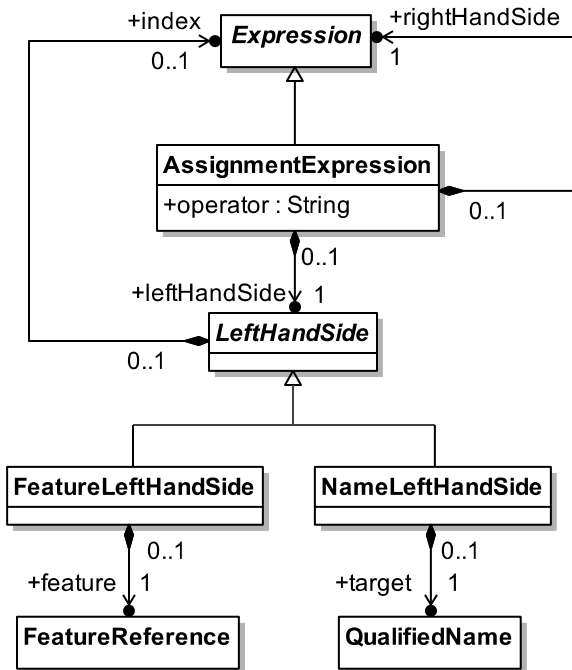 +index
Expression
+rightHandSide
0..1
1
AssignmentExpression
+operator : String
0..1
0..1
+leftHandSide
1
LeftHandSide
0..1
FeatureLeftHandSide
NameLeftHandSide
0..1
0..1
+feature
1
+target
1
FeatureReference
QualifiedName